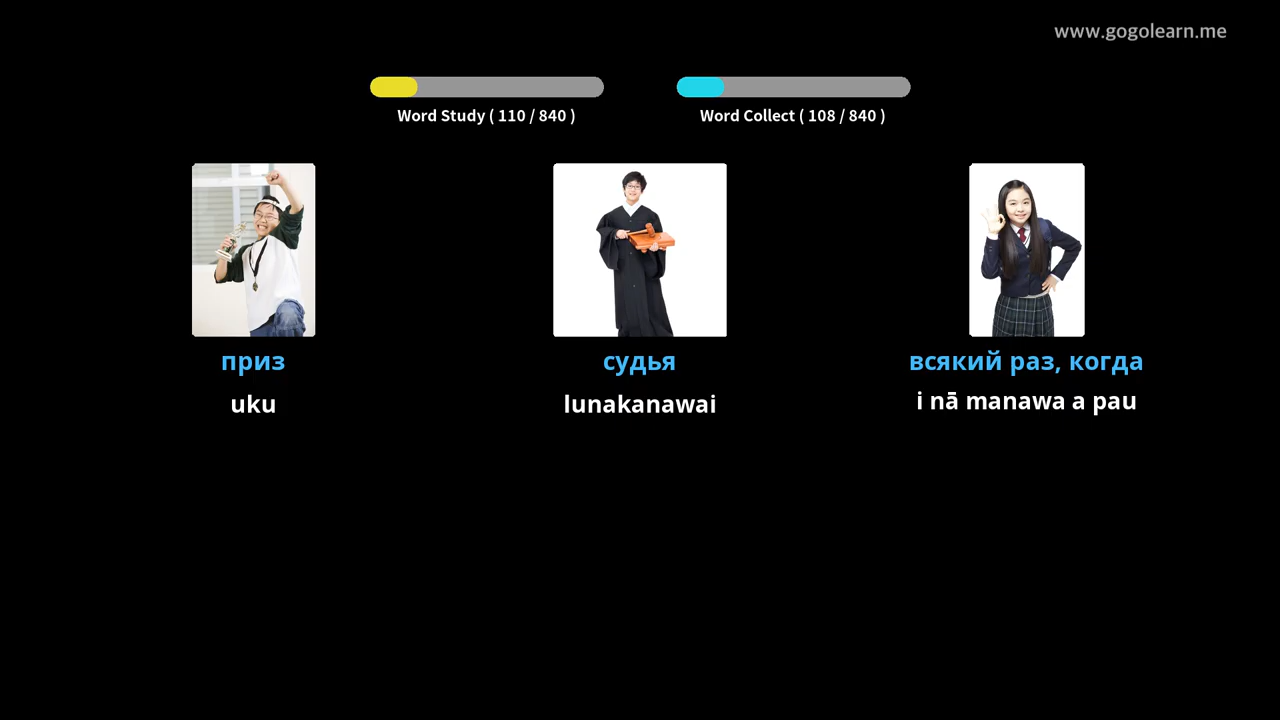 www.gogolearn.me
Word Study ( 110 / 840 )
Word Collect ( 108 / 840 )
приз
судья
всякий раз, когда
uku
lunakanawai
i nā manawa a pau